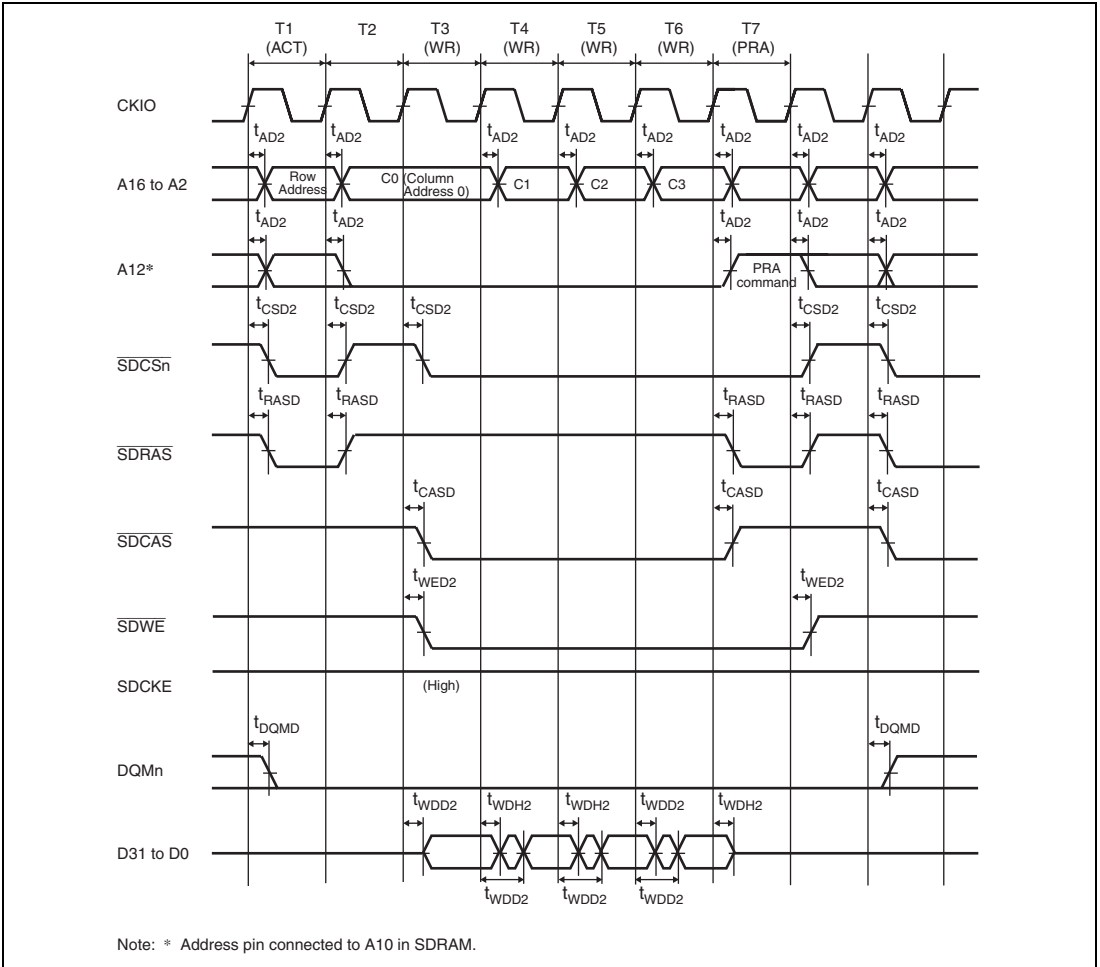 T1 T2 T3 T4 T5 T6 T7
(ACT) (WR) (WR) (WR) (WR) (PRA)
CKIO
tAD2 tAD2 tAD2 tAD2 tAD2 tAD2 tAD2 tAD2
A16 to A2
Row
Address
C0 (Column
Address 0)
C1
C2
C3
tAD2 tAD2 tAD2 tAD2 tAD2
A12*
PRA
command
tCSD2 tCSD2 tCSD2 tCSD2 tCSD2
SDCSn
tRASD tRASD tRASD tRASD tRASD
SDRAS
tCASD tCASD tCASD
SDCAS
tWED2 tWED2
SDWE
SDCKE
(High)
tDQMD tDQMD
DQMn
tWDD2 tWDH2 tWDH2 tWDD2 tWDH2
D31 to D0
tWDD2 tWDD2 tWDD2
Note: * Address pin connected to A10 in SDRAM.